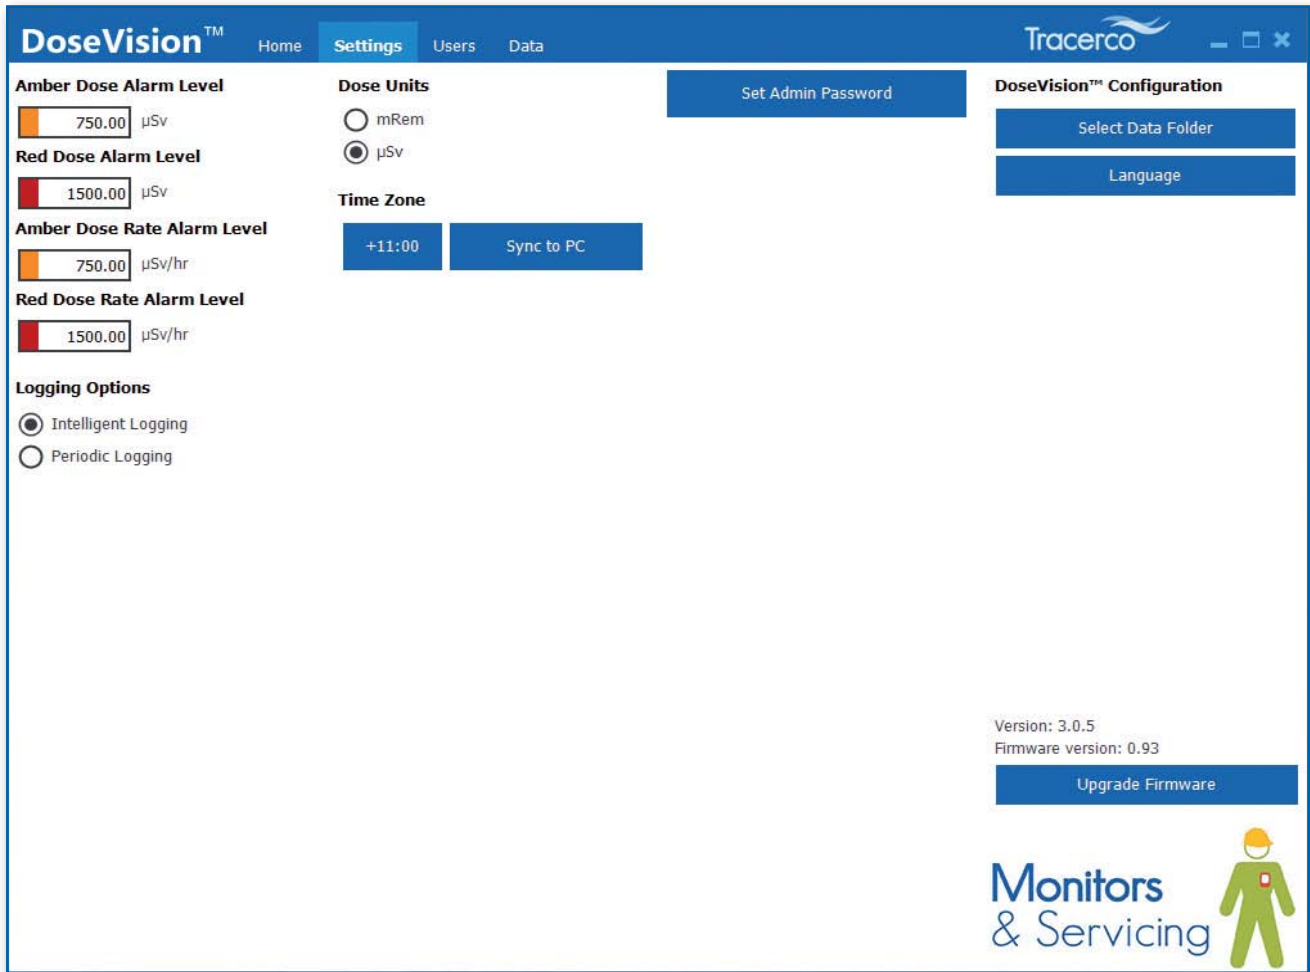 DoseVision™
Home
Settings
Users
Data
Tracerco
Amber Dose Alarm Level
750.00 µSv
Red Dose Alarm Level
1500.00 µSv
Amber Dose Rate Alarm Level
750.00 µSv/hr
Red Dose Rate Alarm Level
1500.00 µSv/hr
Logging Options
Intelligent Logging
Periodic Logging
Dose Units
mRem
µSv
Time Zone
+11:00
Sync to PC
Set Admin Password
DoseVision™ Configuration
Select Data Folder
Language
Version: 3.0.5
Firmware version: 0.93
Upgrade Firmware
Monitors
& Servicing